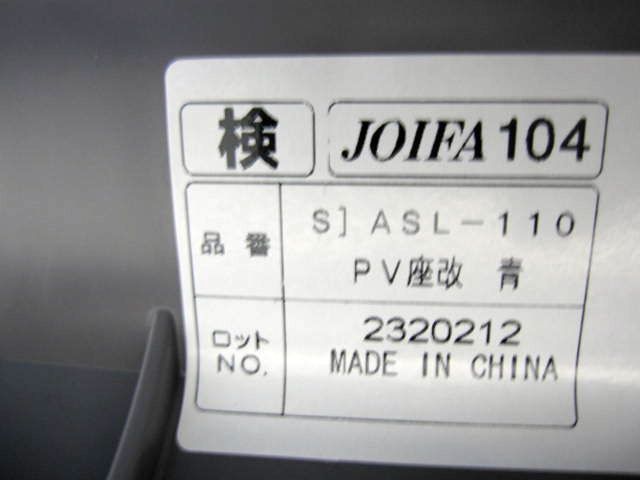 検 JOIFA 104
品番 S] ASL-110
PV座改 青
ロット NO. 2320212
MADE IN CHINA